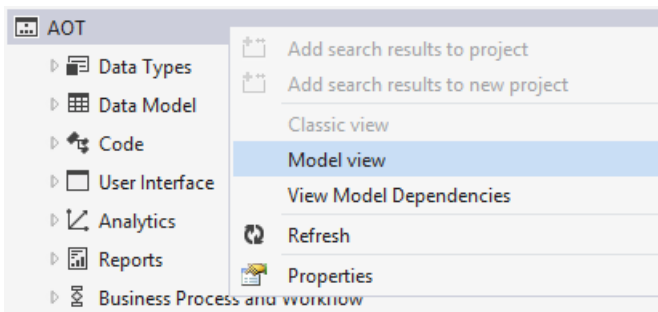 AOT
Add search results to project
Data Types
Add search results to new project
Data Model
Classic view
Code
Model view
User Interface
View Model Dependencies
Analytics
Refresh
Reports
Properties
Business Process and Workflow